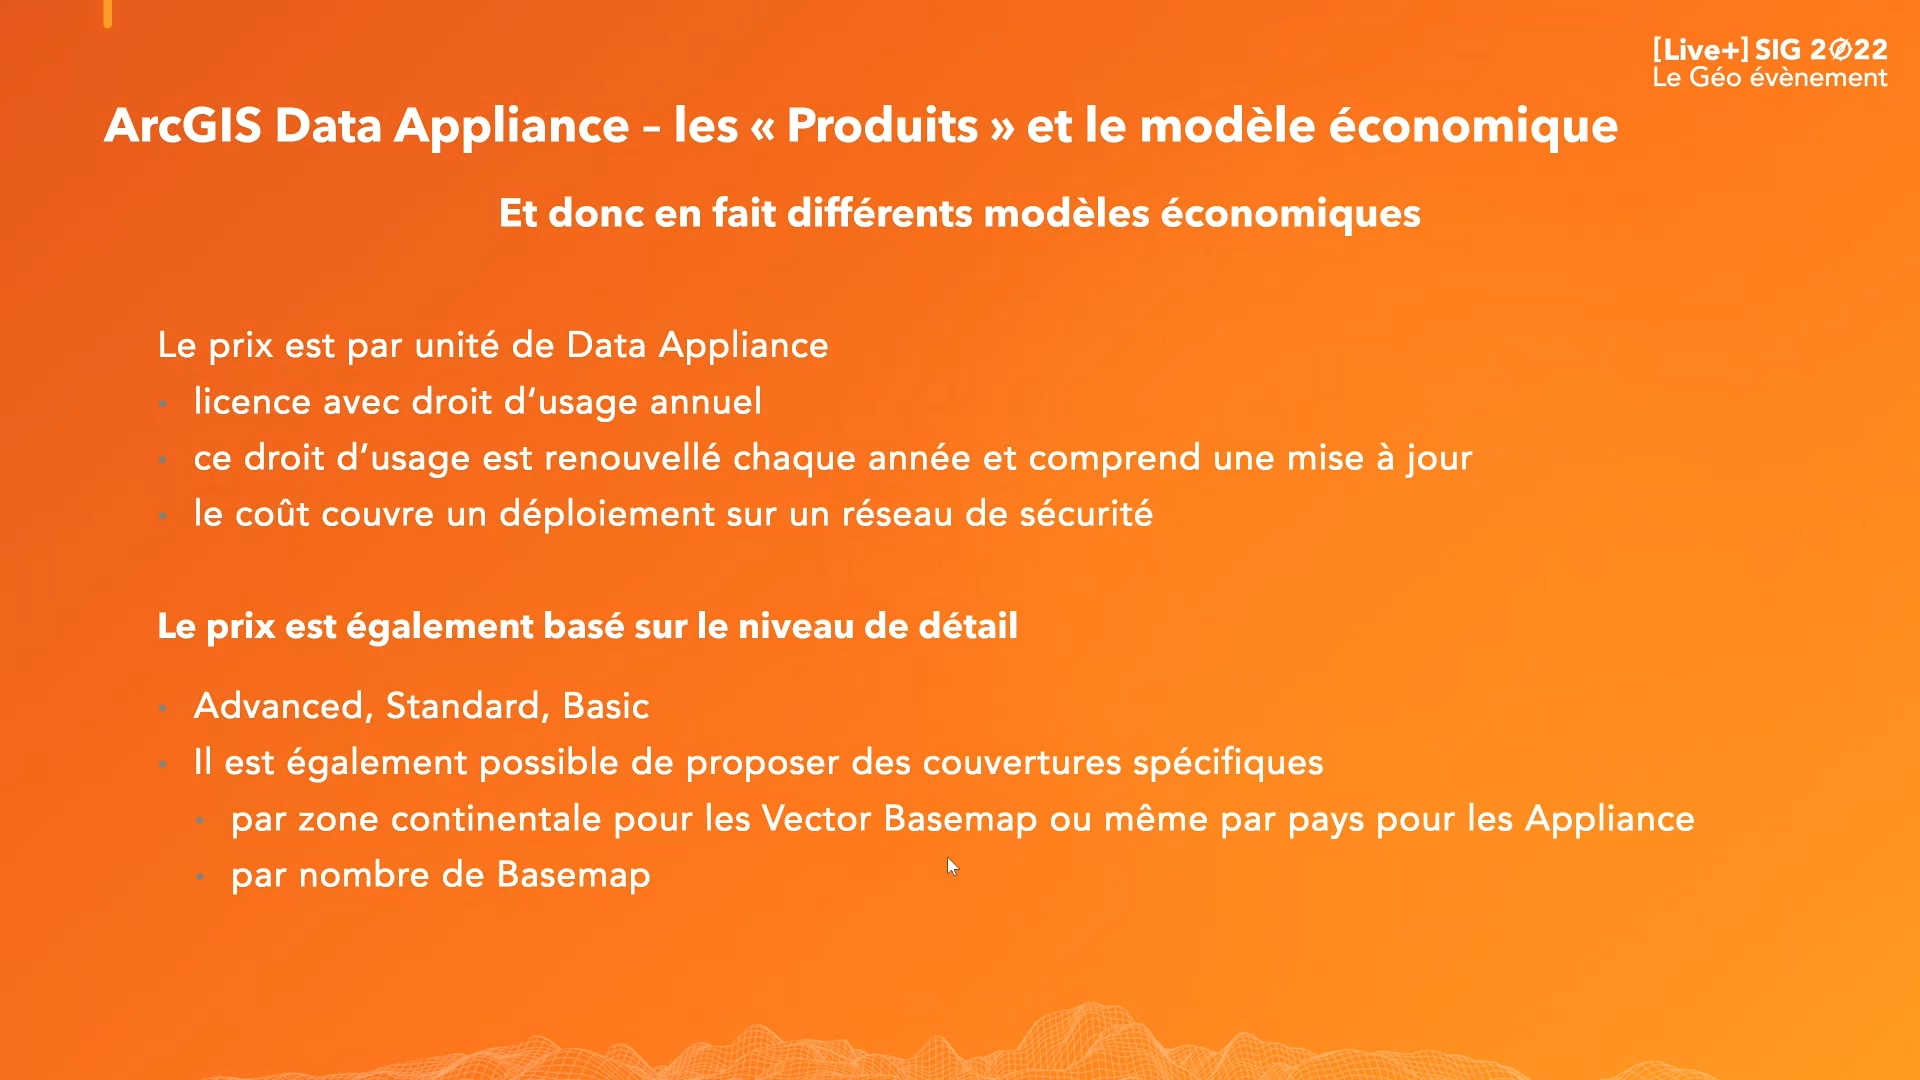 [Live+] SIG 2022
Le Géo évènement
ArcGIS Data Appliance – les « Produits » et le modèle économique
Et donc en fait différents modèles économiques
Le prix est par unité de Data Appliance
licence avec droit d’usage annuel
ce droit d’usage est renouvellé chaque année et comprend une mise à jour
le coût couvre un déploiement sur un réseau de sécurité
Le prix est également basé sur le niveau de détail
Advanced, Standard, Basic
Il est également possible de proposer des couvertures spécifiques
par zone continentale pour les Vector Basemap ou même par pays pour les Appliance
par nombre de Basemap